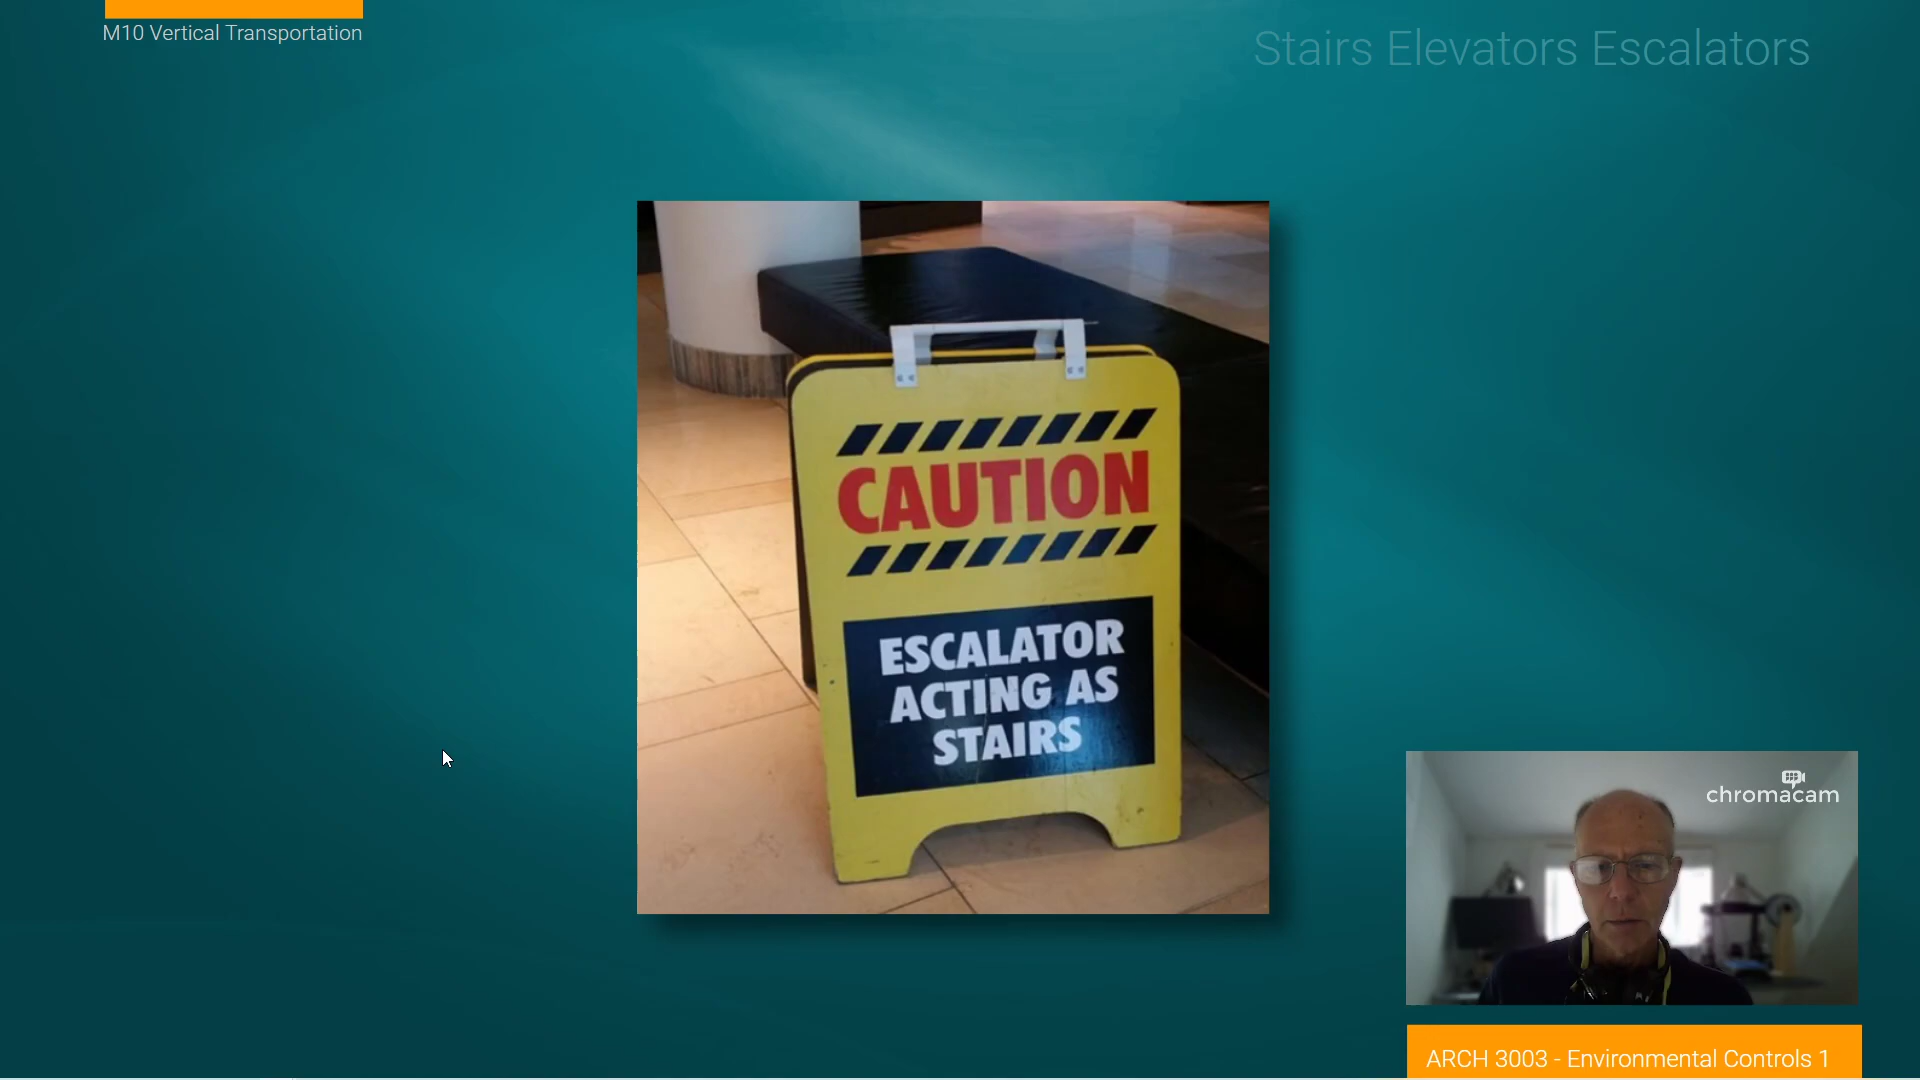 M10 Vertical Transportation
Stairs Elevators Escalators
CAUTION
ESCALATOR
ACTING AS
STAIRS
chromacam
ARCH 3003 - Environmental Controls 1